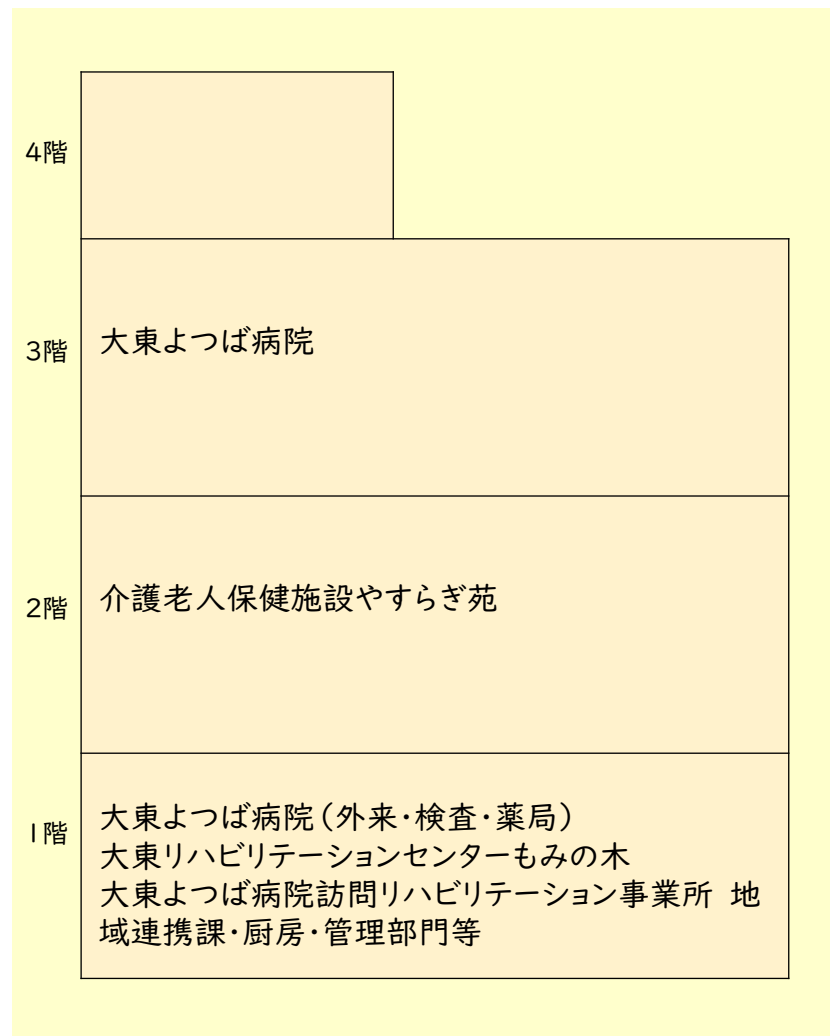 4階
3階
大東よつば病院
2階
介護老人保健施設やすらぎ苑
1階
大東よつば病院（外来・検査・薬局）
大東リハビリテーションセンターもみの木
大東よつば病院訪問リハビリテーション事業所　地
域連携課・厨房・管理部門等